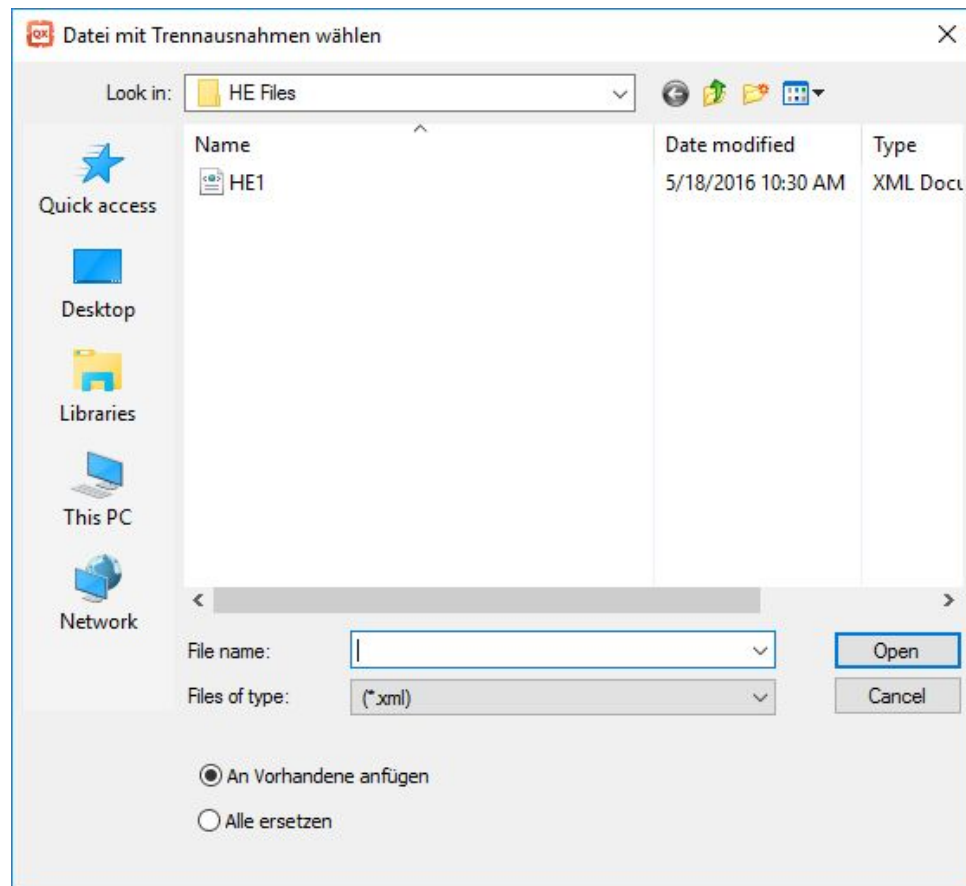 QX Datei mit Trennausnahmen wählen
Look in: HE Files
Name Date modified Type
HE1 5/18/2016 10:30 AM XML Docu
Quick access
Desktop
Libraries
This PC
Network
File name: Open
Files of type: (*.xml) Cancel
An Vorhandene anfügen
Alle ersetzen